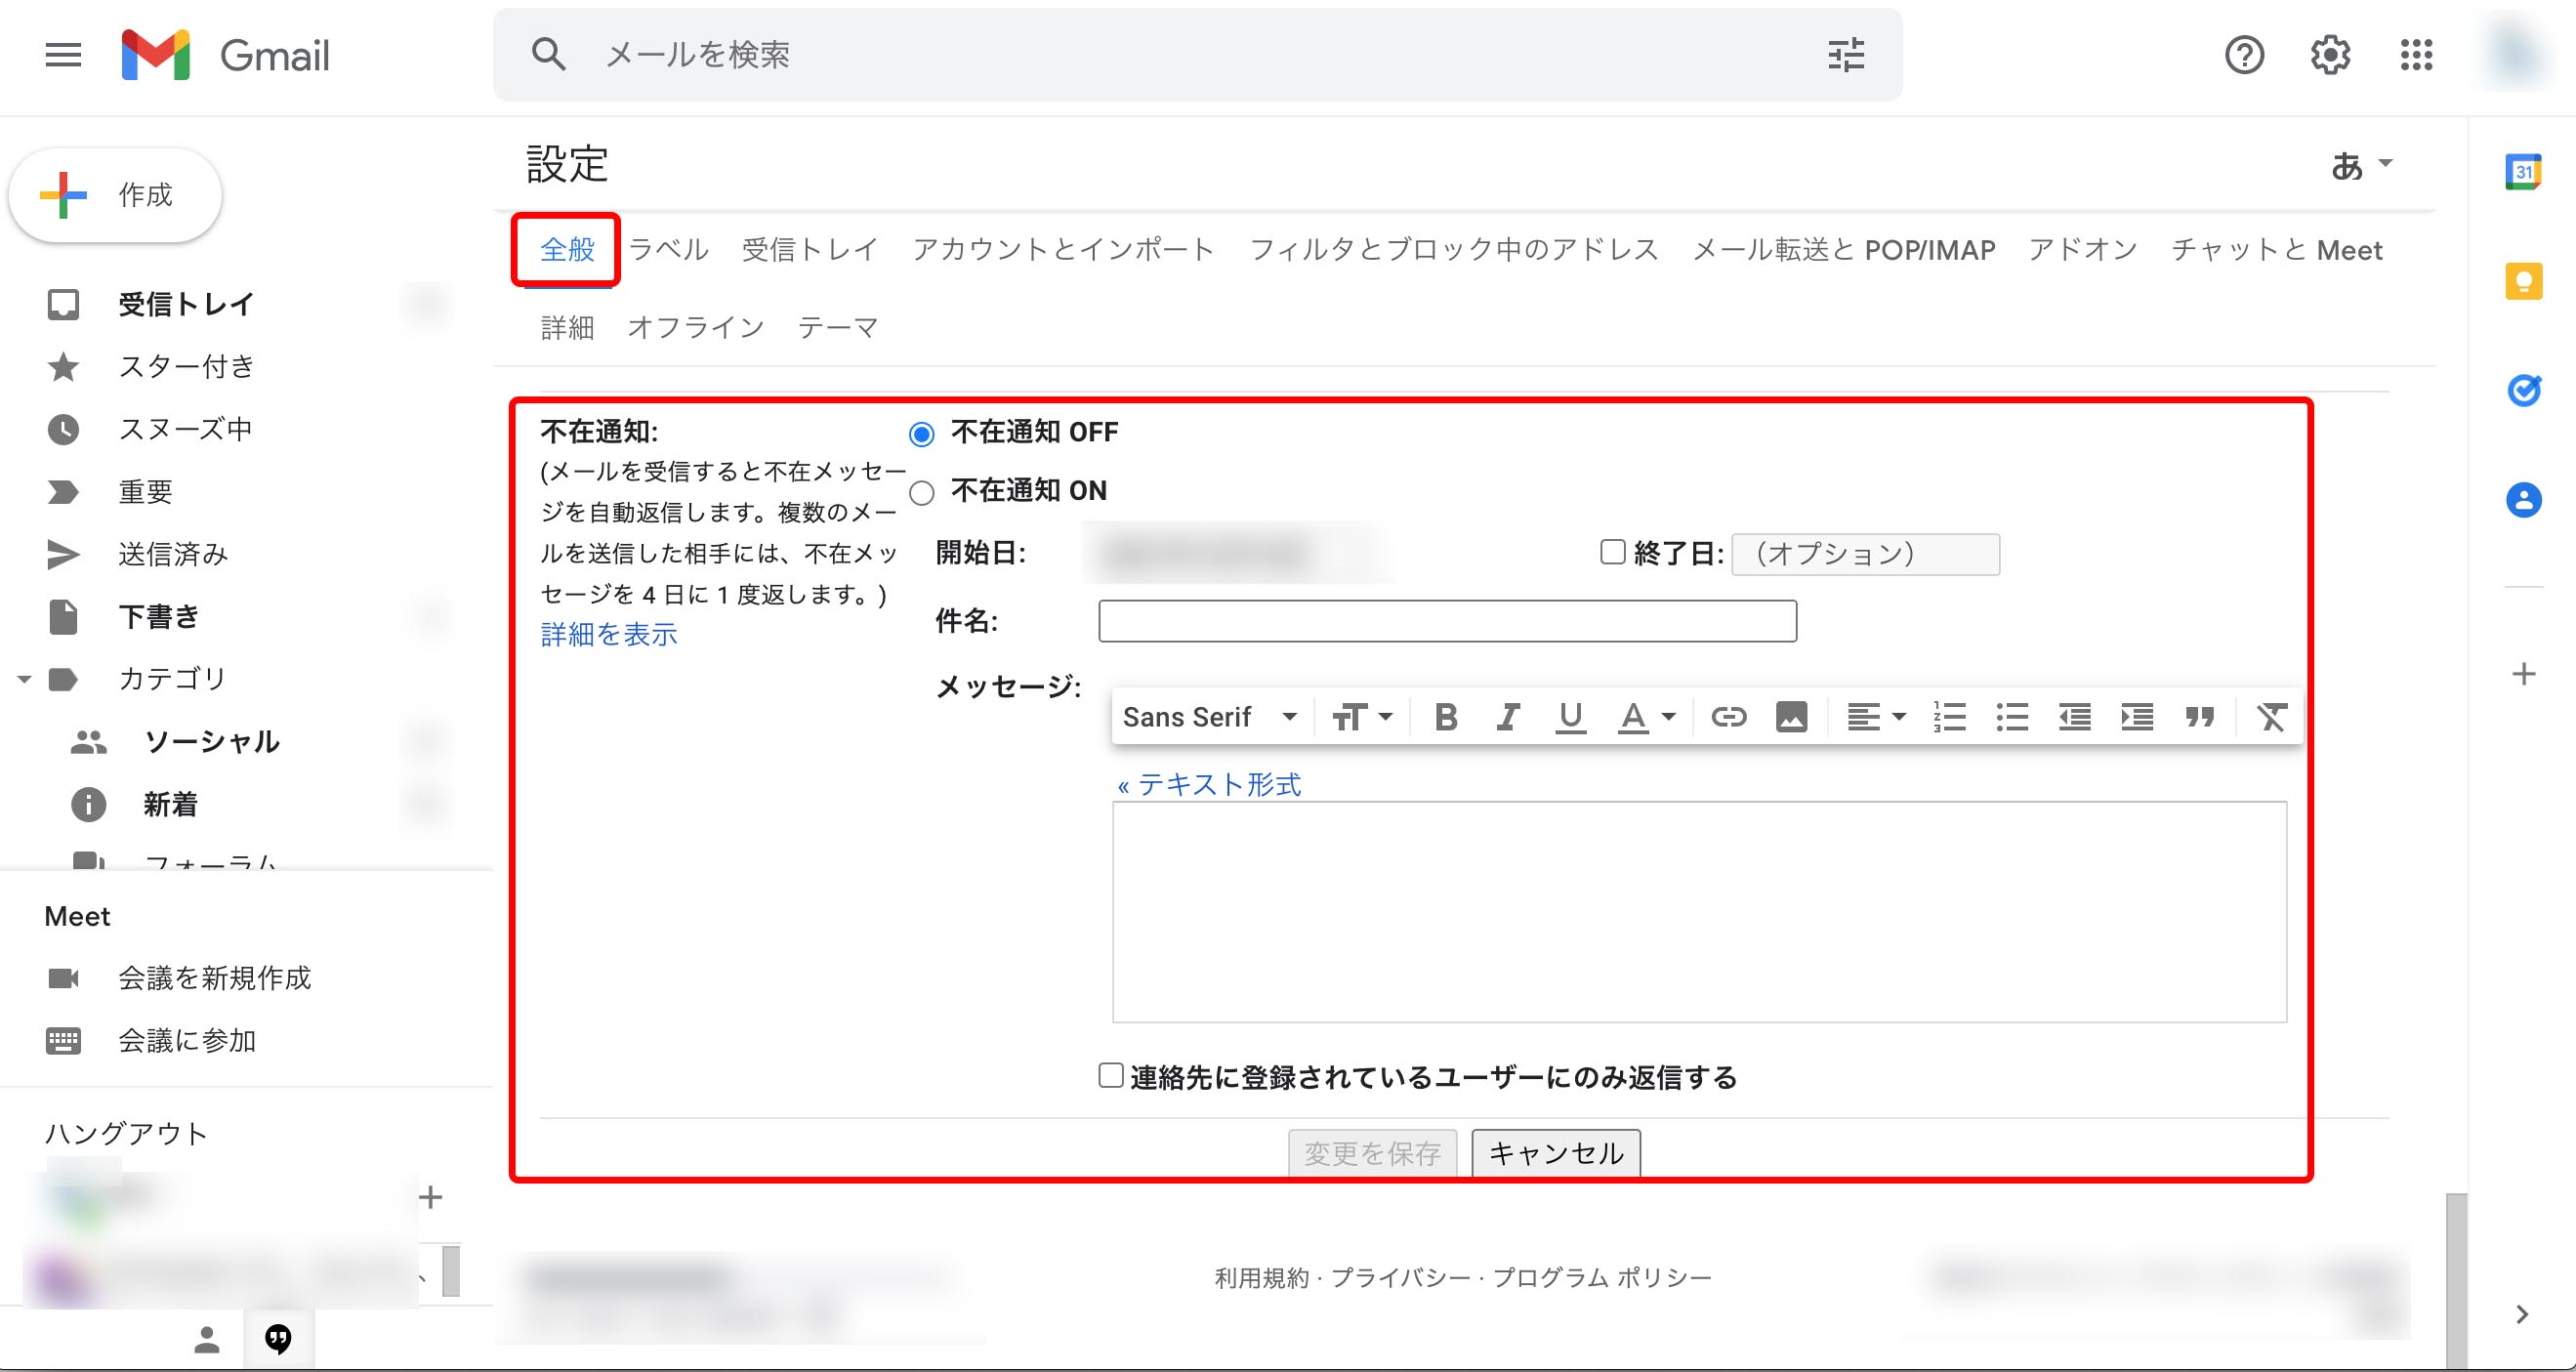 Gmail
メールを検索
作成
設定
あ
全般 ラベル 受信トレイ アカウントとインポート フィルタとブロック中のアドレス メール転送と POP/IMAP アドオン チャットと Meet
詳細 オフライン テーマ
受信トレイ
スター付き
スヌーズ中
重要
送信済み
下書き
カテゴリ
ソーシャル
新着
フォーラム
Meet
会議を新規作成
会議に参加
ハングアウト
不在通知:
(メールを受信すると不在メッセー
ジを自動返信します。複数のメー
ルを送信した相手には、不在メッ
セージを 4 日に 1 度返します。)
詳細を表示
不在通知 OFF
不在通知 ON
開始日:
終了日: （オプション）
件名:
メッセージ:
Sans Serif
« テキスト形式
連絡先に登録されているユーザーにのみ返信する
変更を保存 キャンセル
利用規約 · プライバシー · プログラム ポリシー
31